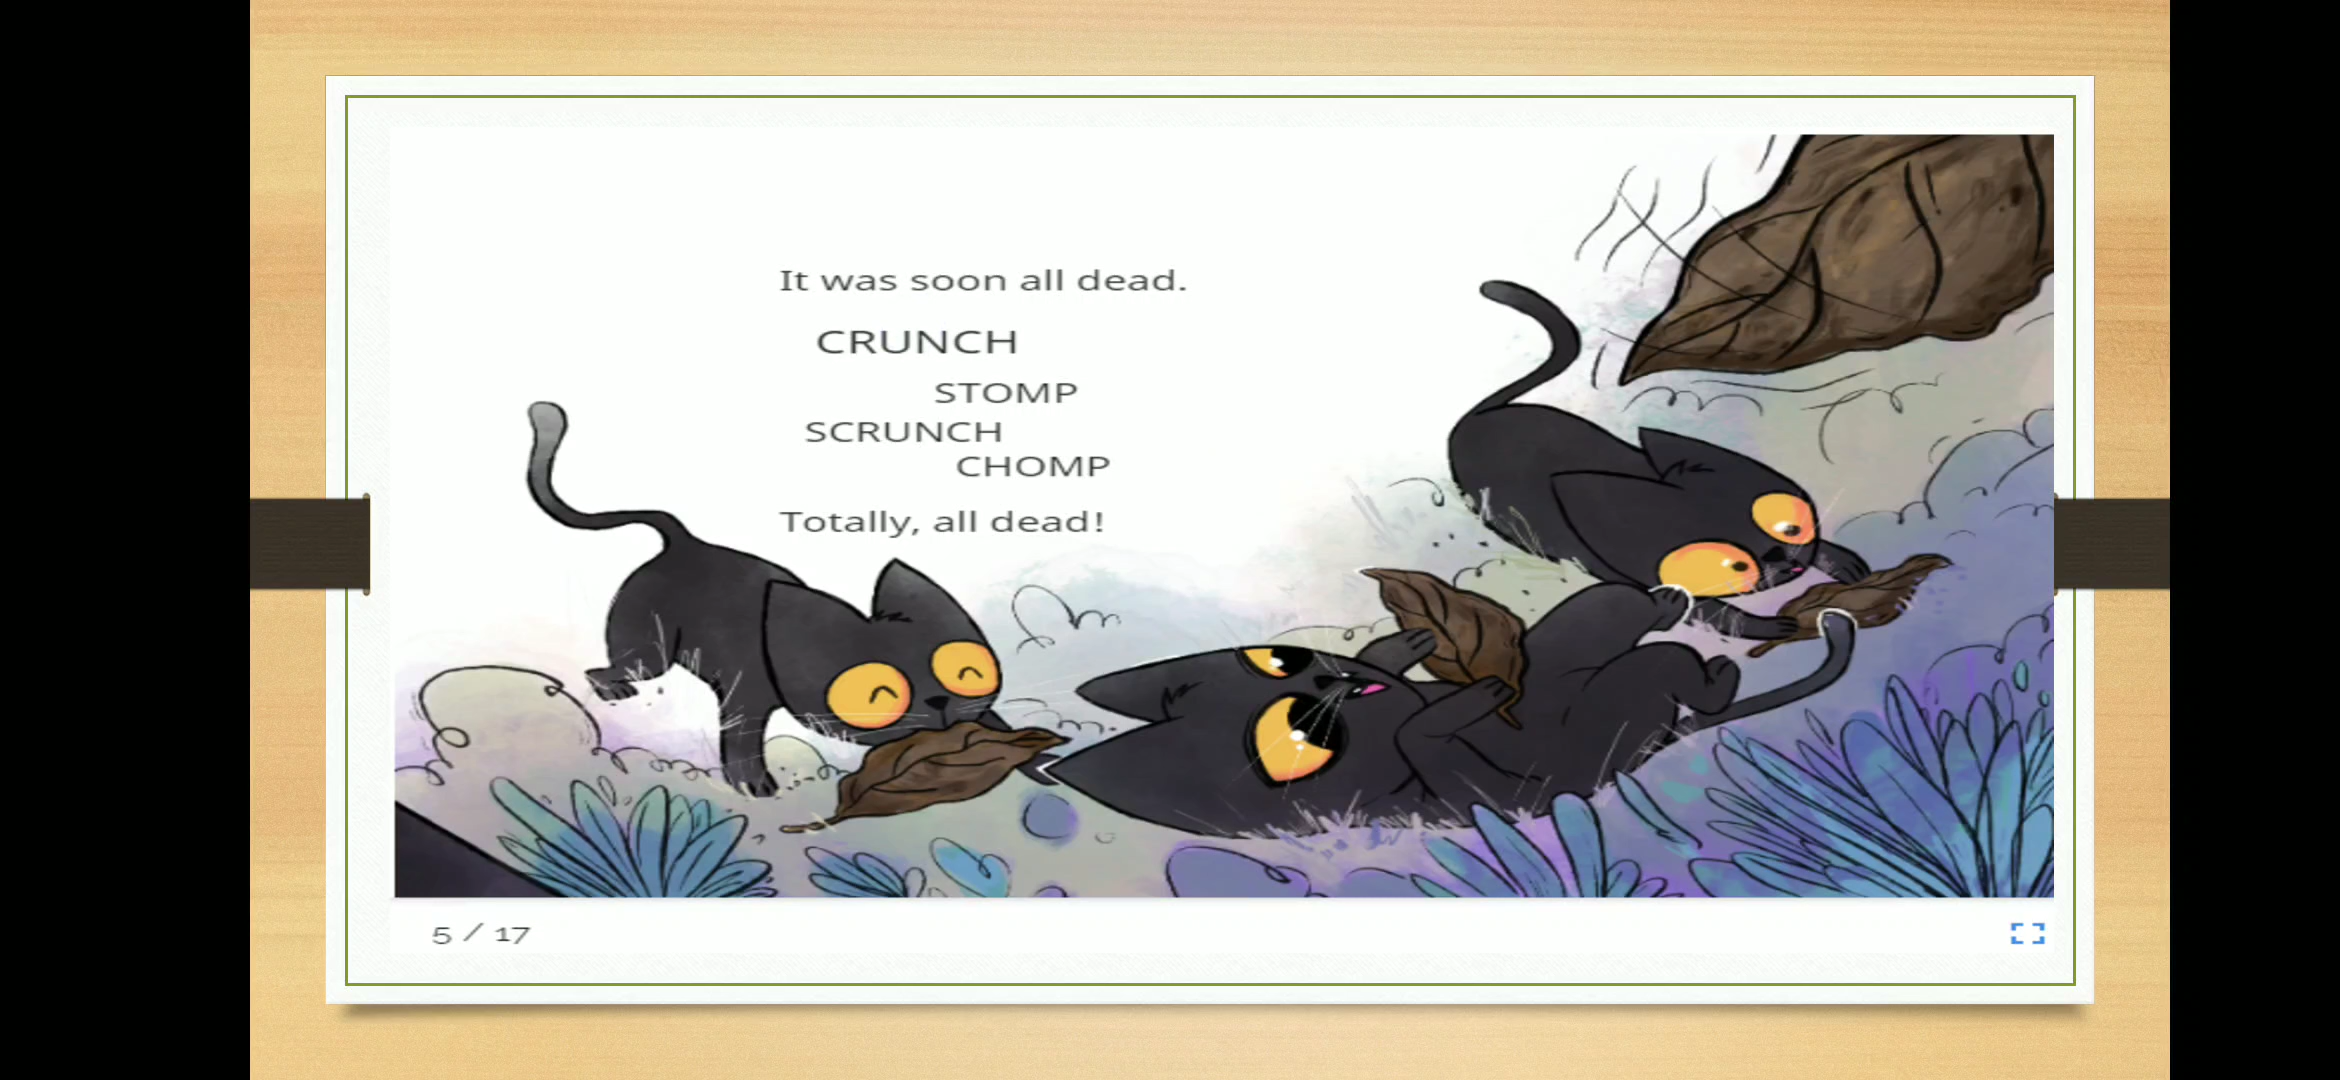 It was soon all dead.
CRUNCH
STOMP
SCRUNCH
CHOMP
Totally, all dead!
5 / 17